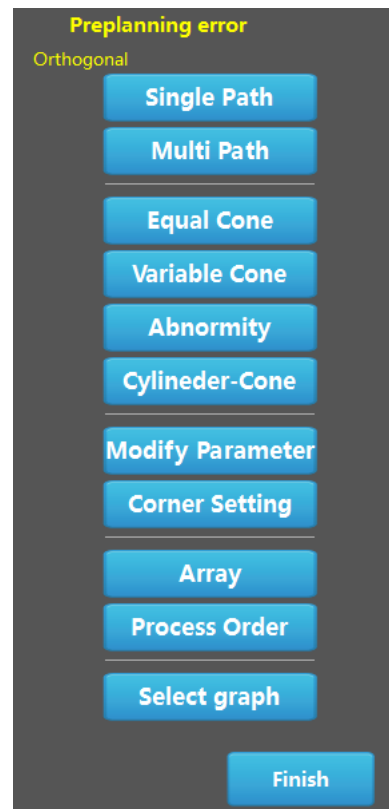 Preplanning error
Orthogonal
Single Path
Multi Path
Equal Cone
Variable Cone
Abnormity
Cylineder-Cone
Modify Parameter
Corner Setting
Array
Process Order
Select graph
Finish